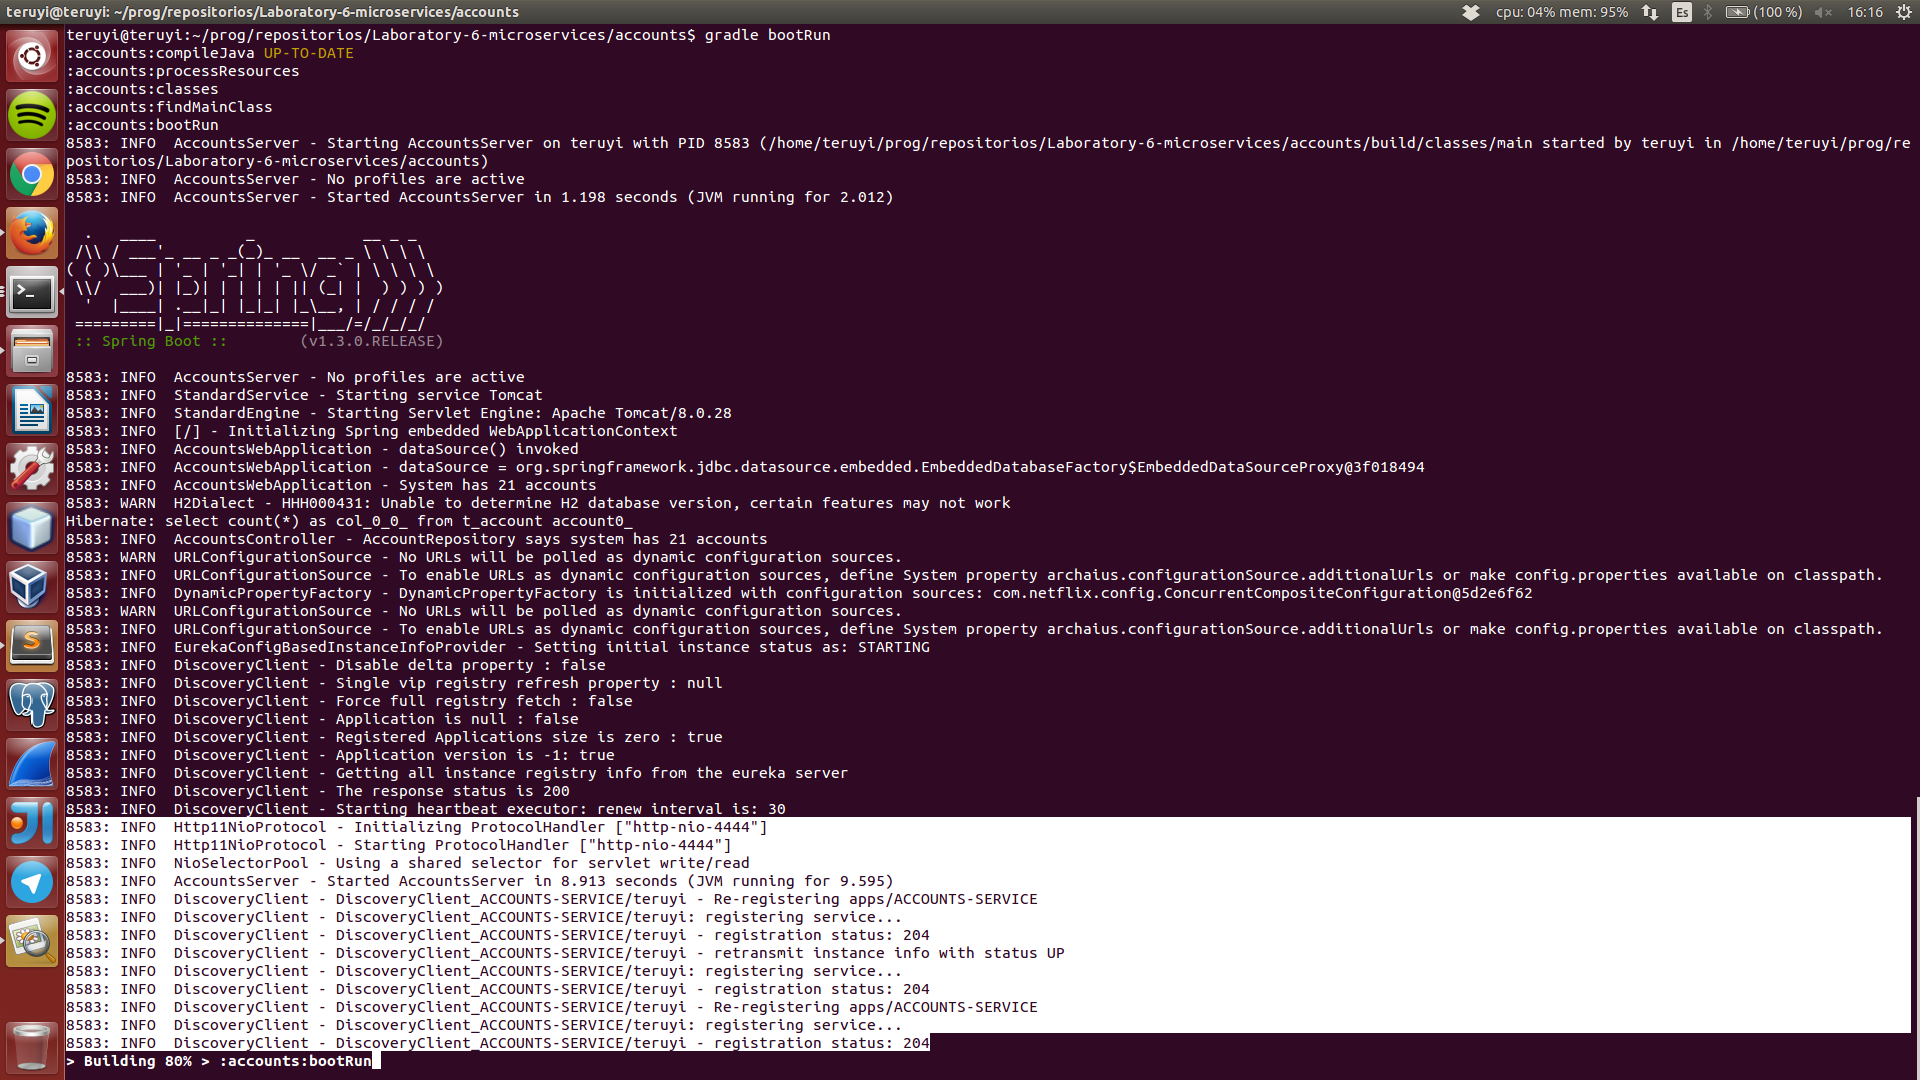 teruyi@teruyi: ~/prog/repositorios/Laboratory-6-microservices/accounts
cpu: 04% mem: 95%
Es
(100 %)
16:16
teruyi@teruyi:~/prog/repositorios/Laboratory-6-microservices/accounts$ gradle bootRun
:accounts:compileJava UP-TO-DATE
:accounts:processResources
:accounts:classes
:accounts:findMainClass
:accounts:bootRun
8583: INFO  AccountsServer - Starting AccountsServer on teruyi with PID 8583 (/home/teruyi/prog/repositorios/Laboratory-6-microservices/accounts/build/classes/main started by teruyi in /home/teruyi/prog/re
positorios/Laboratory-6-microservices/accounts)
8583: INFO  AccountsServer - No profiles are active
8583: INFO  AccountsServer - Started AccountsServer in 1.198 seconds (JVM running for 2.012)
  .   ____          _            __ _ _
 /\\ / ___'_ __ _ _(_)_ __  __ _ \ \ \ \
( ( )\___ | '_ | '_| | '_ \/ _` | \ \ \ \
 \\/  ___)| |_)| | | | | || (_| |  ) ) ) )
  '  |____| .__|_| |_|_| |_\__, | / / / /
 =========|_|==============|___/=/_/_/_/
 :: Spring Boot ::        (v1.3.0.RELEASE)
8583: INFO  AccountsServer - No profiles are active
8583: INFO  StandardService - Starting service Tomcat
8583: INFO  StandardEngine - Starting Servlet Engine: Apache Tomcat/8.0.28
8583: INFO  [/] - Initializing Spring embedded WebApplicationContext
8583: INFO  AccountsWebApplication - dataSource() invoked
8583: INFO  AccountsWebApplication - dataSource = org.springframework.jdbc.datasource.embedded.EmbeddedDatabaseFactory$EmbeddedDataSourceProxy@3f018494
8583: INFO  AccountsWebApplication - System has 21 accounts
8583: WARN  H2Dialect - HHH000431: Unable to determine H2 database version, certain features may not work
Hibernate: select count(*) as col_0_0_ from t_account account0_
8583: INFO  AccountsController - AccountRepository says system has 21 accounts
8583: WARN  URLConfigurationSource - No URLs will be polled as dynamic configuration sources.
8583: INFO  URLConfigurationSource - To enable URLs as dynamic configuration sources, define System property archaius.configurationSource.additionalUrls or make config.properties available on classpath.
8583: INFO  DynamicPropertyFactory - DynamicPropertyFactory is initialized with configuration sources: com.netflix.config.ConcurrentCompositeConfiguration@5d2e6f62
8583: WARN  URLConfigurationSource - No URLs will be polled as dynamic configuration sources.
8583: INFO  URLConfigurationSource - To enable URLs as dynamic configuration sources, define System property archaius.configurationSource.additionalUrls or make config.properties available on classpath.
8583: INFO  EurekaConfigBasedInstanceInfoProvider - Setting initial instance status as: STARTING
8583: INFO  DiscoveryClient - Disable delta property : false
8583: INFO  DiscoveryClient - Single vip registry refresh property : null
8583: INFO  DiscoveryClient - Force full registry fetch : false
8583: INFO  DiscoveryClient - Application is null : false
8583: INFO  DiscoveryClient - Registered Applications size is zero : true
8583: INFO  DiscoveryClient - Application version is -1: true
8583: INFO  DiscoveryClient - Getting all instance registry info from the eureka server
8583: INFO  DiscoveryClient - The response status is 200
8583: INFO  DiscoveryClient - Starting heartbeat executor: renew interval is: 30
8583: INFO  Http11NioProtocol - Initializing ProtocolHandler ["http-nio-4444"]
8583: INFO  Http11NioProtocol - Starting ProtocolHandler ["http-nio-4444"]
8583: INFO  NioSelectorPool - Using a shared selector for servlet write/read
8583: INFO  AccountsServer - Started AccountsServer in 8.913 seconds (JVM running for 9.595)
8583: INFO  DiscoveryClient - DiscoveryClient_ACCOUNTS-SERVICE/teruyi - Re-registering apps/ACCOUNTS-SERVICE
8583: INFO  DiscoveryClient - DiscoveryClient_ACCOUNTS-SERVICE/teruyi: registering service...
8583: INFO  DiscoveryClient - DiscoveryClient_ACCOUNTS-SERVICE/teruyi - registration status: 204
8583: INFO  DiscoveryClient - DiscoveryClient_ACCOUNTS-SERVICE/teruyi - retransmit instance info with status UP
8583: INFO  DiscoveryClient - DiscoveryClient_ACCOUNTS-SERVICE/teruyi: registering service...
8583: INFO  DiscoveryClient - DiscoveryClient_ACCOUNTS-SERVICE/teruyi - registration status: 204
8583: INFO  DiscoveryClient - DiscoveryClient_ACCOUNTS-SERVICE/teruyi - Re-registering apps/ACCOUNTS-SERVICE
8583: INFO  DiscoveryClient - DiscoveryClient_ACCOUNTS-SERVICE/teruyi: registering service...
8583: INFO  DiscoveryClient - DiscoveryClient_ACCOUNTS-SERVICE/teruyi - registration status: 204
> Building 80% > :accounts:bootRun